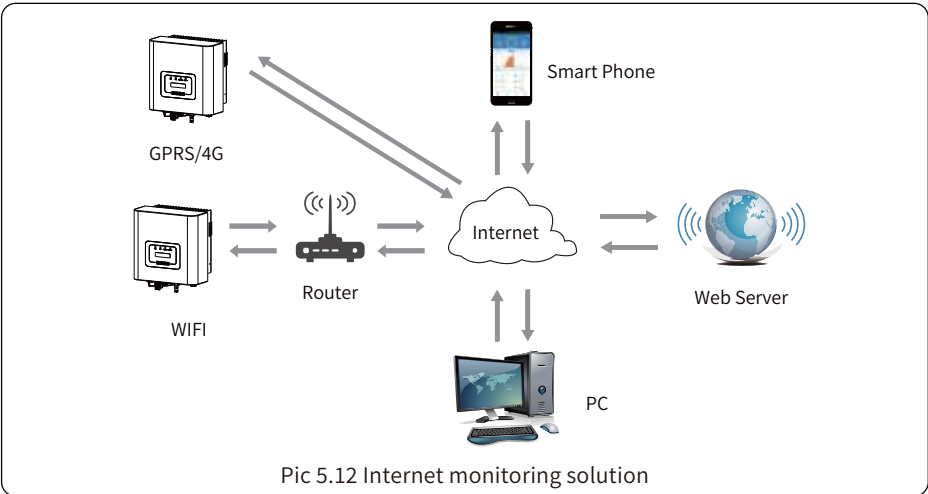 Smart Phone
GPRS/4G
Internet
Router
Web Server
WIFI
PC
Pic 5.12 Internet monitoring solution